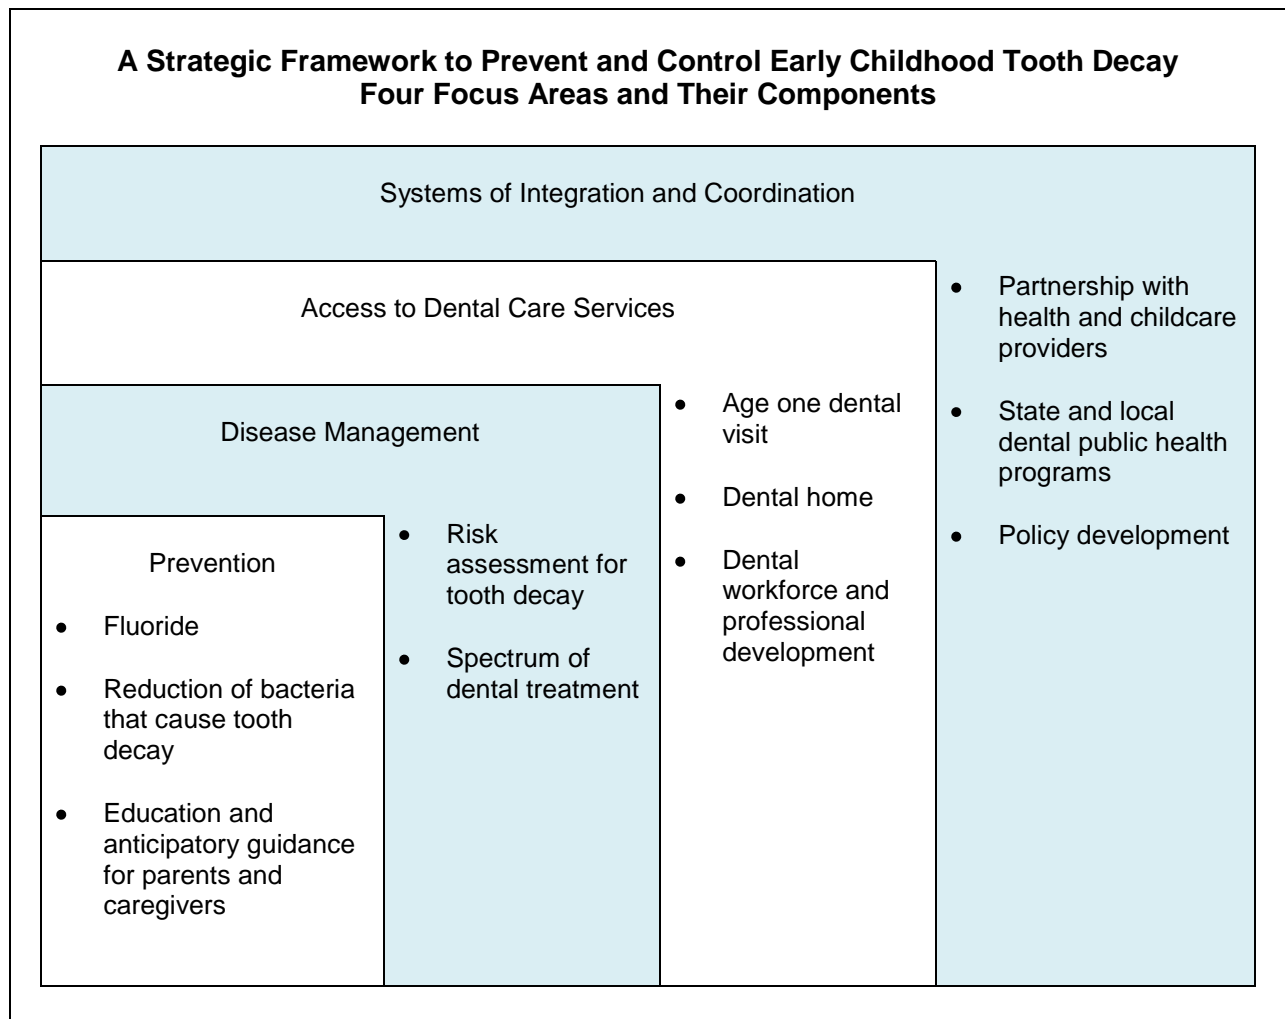 A Strategic Framework to Prevent and Control Early Childhood Tooth Decay
Four Focus Areas and Their Components
Systems of Integration and Coordination
• Partnership with
health and childcare
providers
• State and local
dental public health
programs
• Policy development
Access to Dental Care Services
• Age one dental
visit
• Dental home
• Dental
workforce and
professional
development
Disease Management
• Risk
assessment for
tooth decay
• Spectrum of
dental treatment
Prevention
• Fluoride
• Reduction of bacteria
that cause tooth
decay
• Education and
anticipatory guidance
for parents and
caregivers